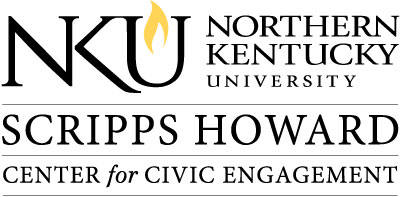 NKU
NORTHERN
KENTUCKY
UNIVERSITY
SCRIPPS HOWARD
CENTER for CIVIC ENGAGEMENT